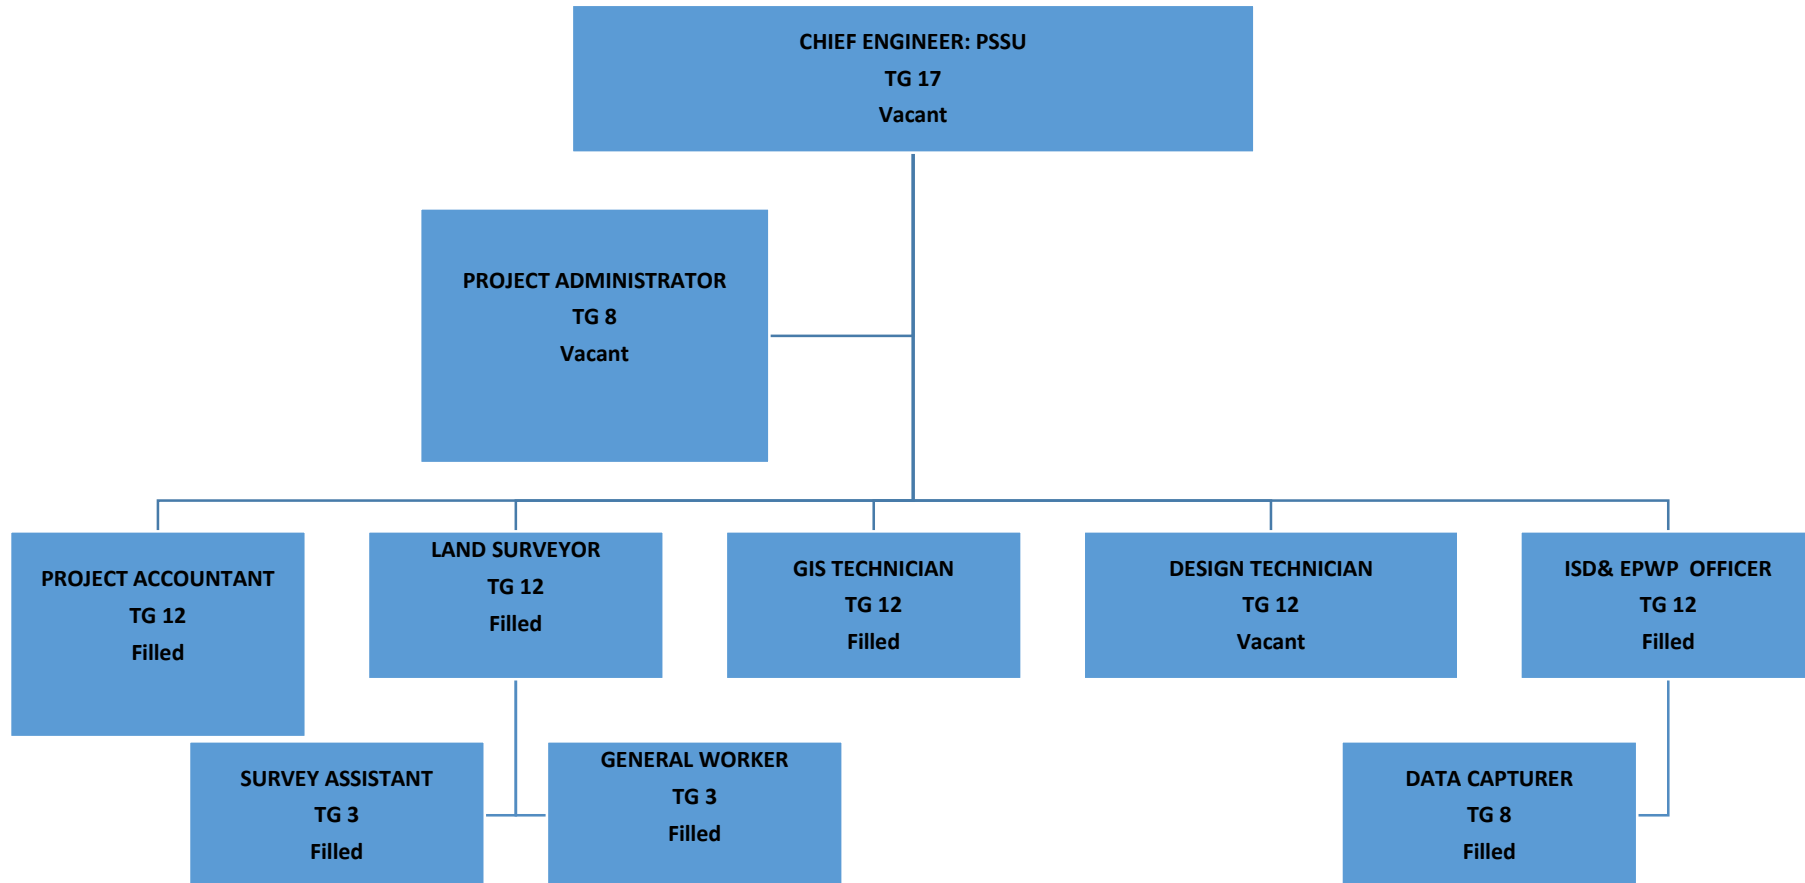 CHIEF ENGINEER: PSSU
TG 17
Vacant
PROJECT ADMINISTRATOR
TG 8
Vacant
PROJECT ACCOUNTANT
TG 12
Filled
LAND SURVEYOR
TG 12
Filled
GIS TECHNICIAN
TG 12
Filled
DESIGN TECHNICIAN
TG 12
Vacant
ISD& EPWP  OFFICER
TG 12
Filled
SURVEY ASSISTANT
TG 3
Filled
GENERAL WORKER
TG 3
Filled
DATA CAPTURER
TG 8
Filled